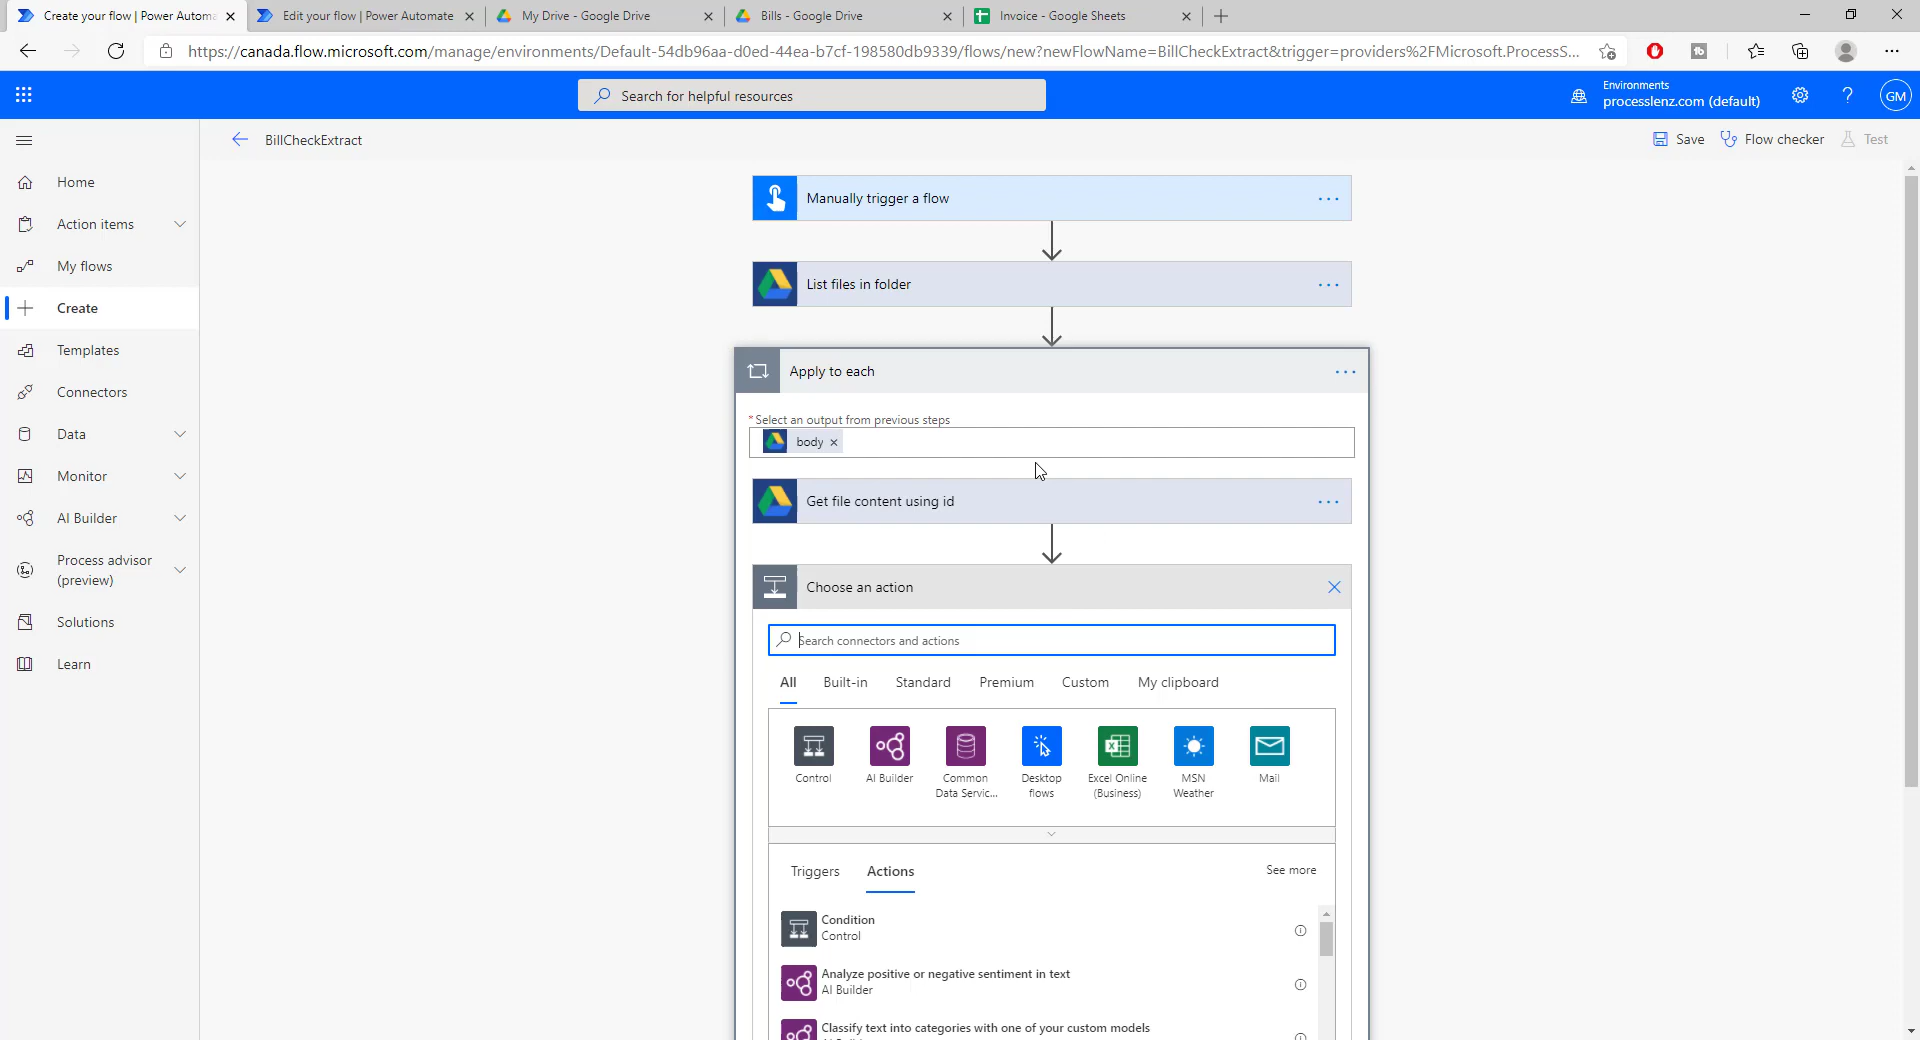 Create your flow | Power Automa
Edit your flow | Power Automate
My Drive - Google Drive
Bills - Google Drive
Invoice - Google Sheets
https://canada.flow.microsoft.com/manage/environments/Default-54db96aa-d0ed-44ea-b7cf-198580db9339/flows/new?newFlowName=BillCheckExtract&trigger=providers%2FMicrosoft.ProcessS...
Search for helpful resources
Environments
processlenz.com (default)
?
GM
BillCheckExtract
Save
Flow checker
Test
Home
Action items
My flows
Create
Templates
Connectors
Data
Monitor
AI Builder
Process advisor
(preview)
Solutions
Learn
Manually trigger a flow
List files in folder
Apply to each
* Select an output from previous steps
body
Get file content using id
Choose an action
Search connectors and actions
All Built-in Standard Premium Custom My clipboard
Control
AI Builder
Common
Data Servic...
Desktop
flows
Excel Online
(Business)
MSN
Weather
Mail
Triggers Actions See more
Condition
Control
Analyze positive or negative sentiment in text
AI Builder
Classify text into categories with one of your custom models